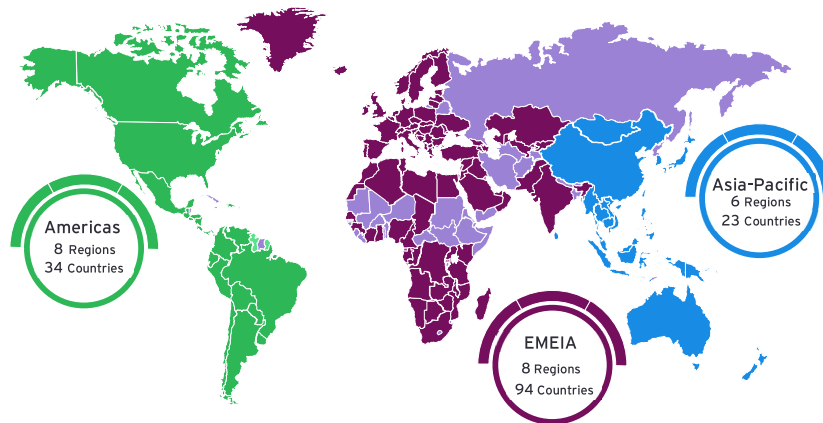 Americas
8 Regions
34 Countries
Asia-Pacific
6 Regions
23 Countries
EMEIA
8 Regions
94 Countries